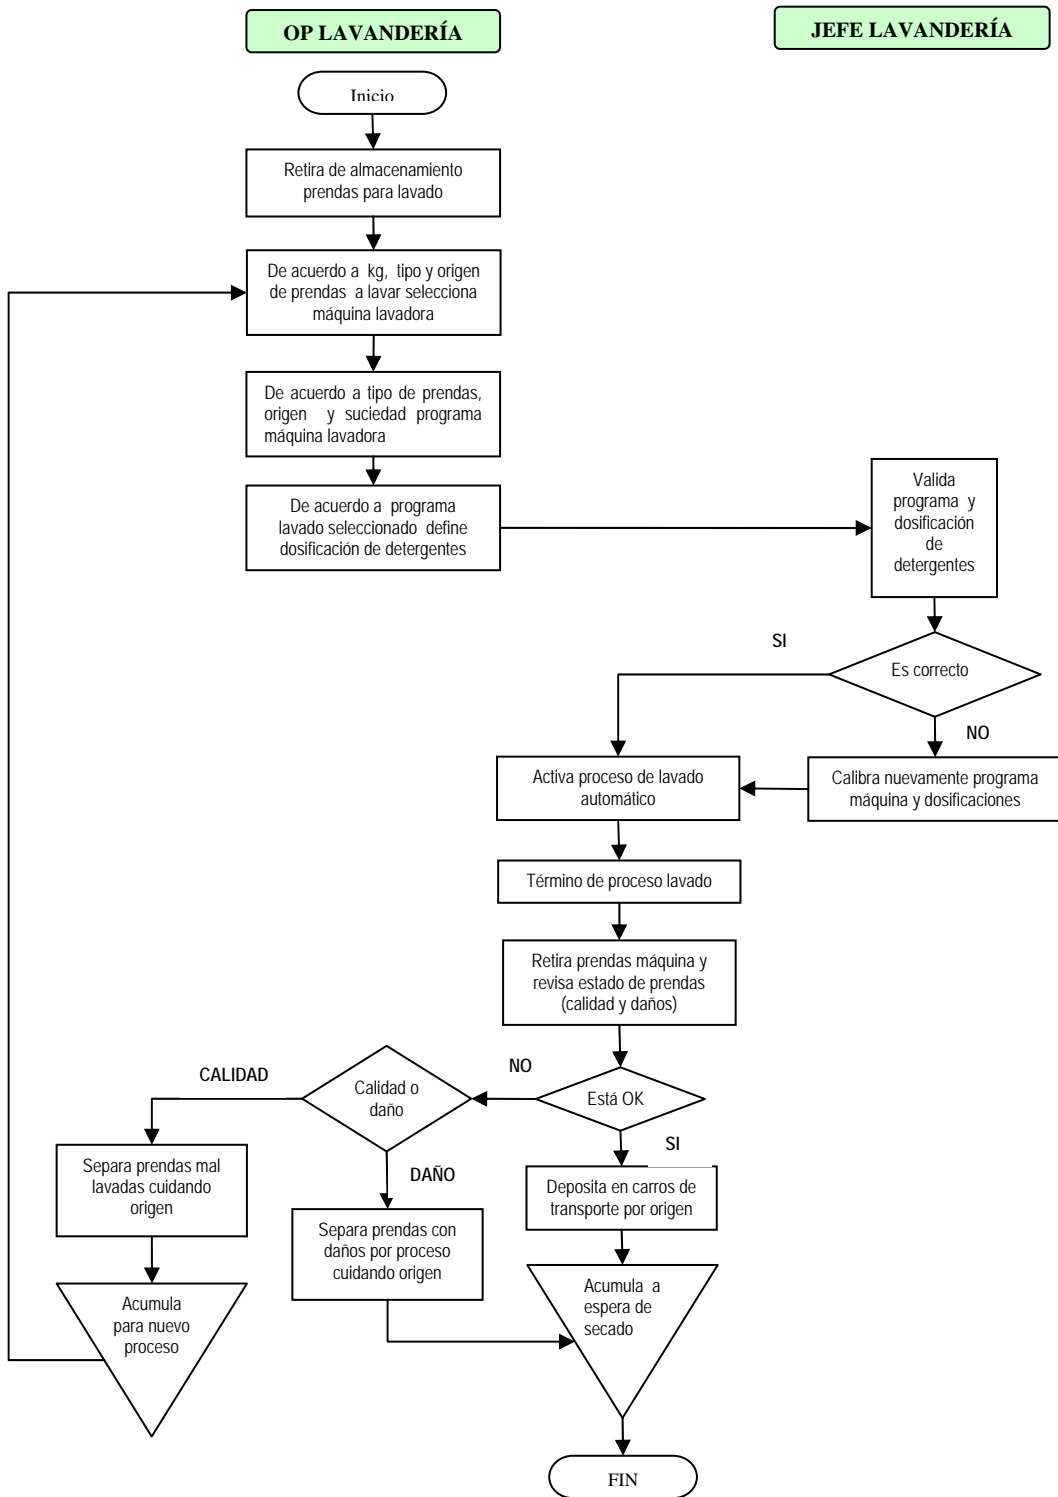 OP LAVANDERÍA
JEFE LAVANDERÍA
Inicio
Retira de almacenamiento
prendas para lavado
De acuerdo a kg, tipo y origen
de prendas a lavar selecciona
máquina lavadora
De acuerdo a tipo de prendas,
origen y suciedad programa
máquina lavadora
De acuerdo a programa
lavado seleccionado define
dosificación de detergentes
Valida
programa y
dosificación
de
detergentes
SI
Es correcto
NO
Activa proceso de lavado
automático
Calibra nuevamente programa
máquina y dosificaciones
Término de proceso lavado
Retira prendas máquina y
revisa estado de prendas
(calidad y daños)
CALIDAD
Calidad o
daño
NO
Está OK
SI
DAÑO
Separa prendas mal
lavadas cuidando
origen
Separa prendas con
daños por proceso
cuidando origen
Deposita en carros de
transporte por origen
Acumula
para nuevo
proceso
Acumula a
espera de
secado
FIN